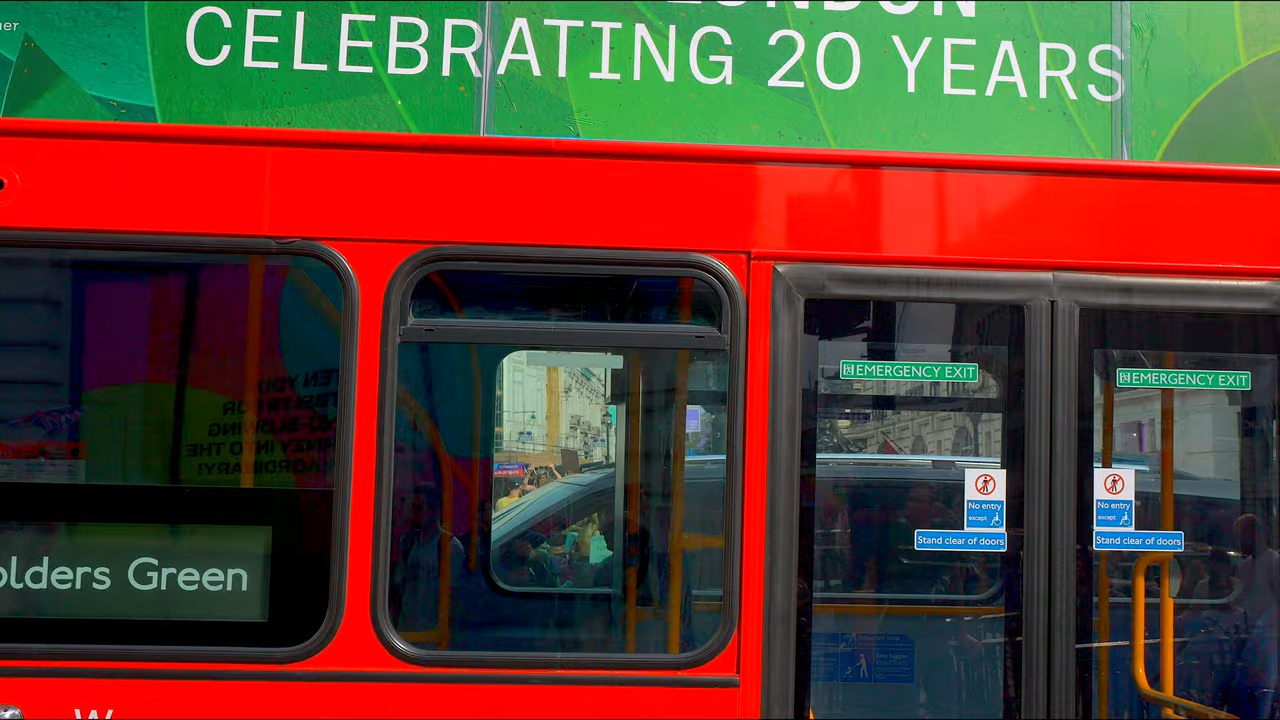 LONDON
CELEBRATING 20 YEARS
EMERGENCY EXIT
EMERGENCY EXIT
No entry
except
Stand clear of doors
No entry
except
Stand clear of doors
olders Green
W